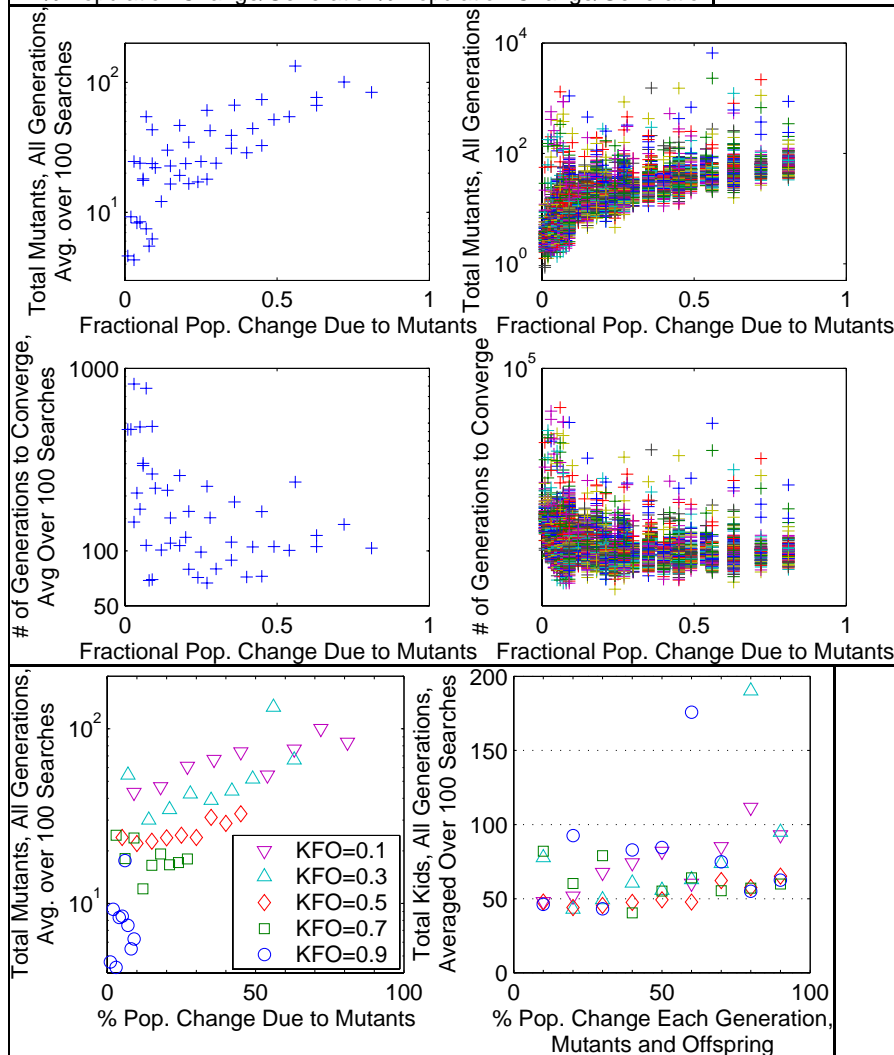 Total Mutants, All Generations,
Avg. over 100 Searches
10^2
10^1
0
0.5
1
Fractional Pop. Change Due to Mutants
Total Mutants, All Generations
10^4
10^2
10^0
0
0.5
1
Fractional Pop. Change Due to Mutants
# of Generations to Converge,
Avg Over 100 Searches
1000
100
50
0
0.5
1
Fractional Pop. Change Due to Mutants
# of Generations to Converge
10^5
0
0.5
1
Fractional Pop. Change Due to Mutants
Total Mutants, All Generations,
Avg. over 100 Searches
10^2
10^1
KFO=0.1
KFO=0.3
KFO=0.5
KFO=0.7
KFO=0.9
0
50
100
% Pop. Change Due to Mutants
Total Kids, All Generations,
Averaged Over 100 Searches
200
150
100
50
0
0
50
100
% Pop. Change Each Generation,
Mutants and Offspring